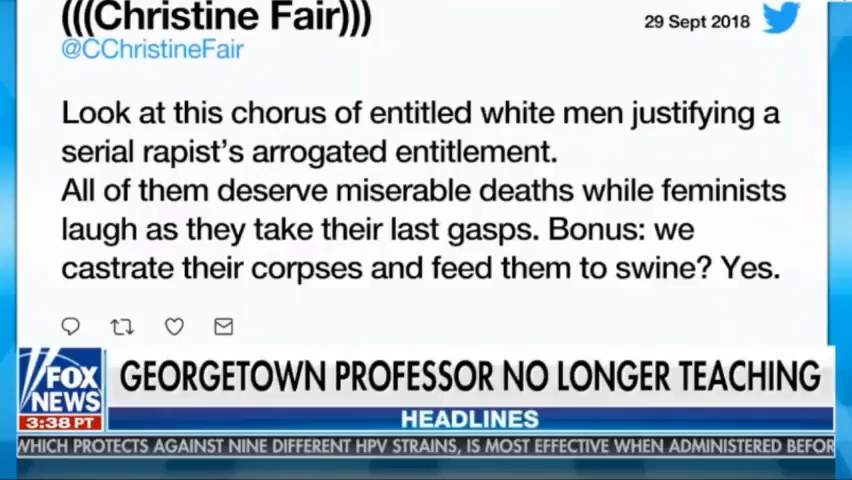 (((Christine Fair)))
29 Sept 2018
@CChristineFair
Look at this chorus of entitled white men justifying a
serial rapist's arrogated entitlement.
All of them deserve miserable deaths while feminists
laugh as they take their last gasps. Bonus: we
castrate their corpses and feed them to swine? Yes.
FOX
NEWS
3:38 PT
GEORGETOWN PROFESSOR NO LONGER TEACHING
HEADLINES
WHICH PROTECTS AGAINST NINE DIFFERENT HPV STRAINS, IS MOST EFFECTIVE WHEN ADMINISTERED BEFOR